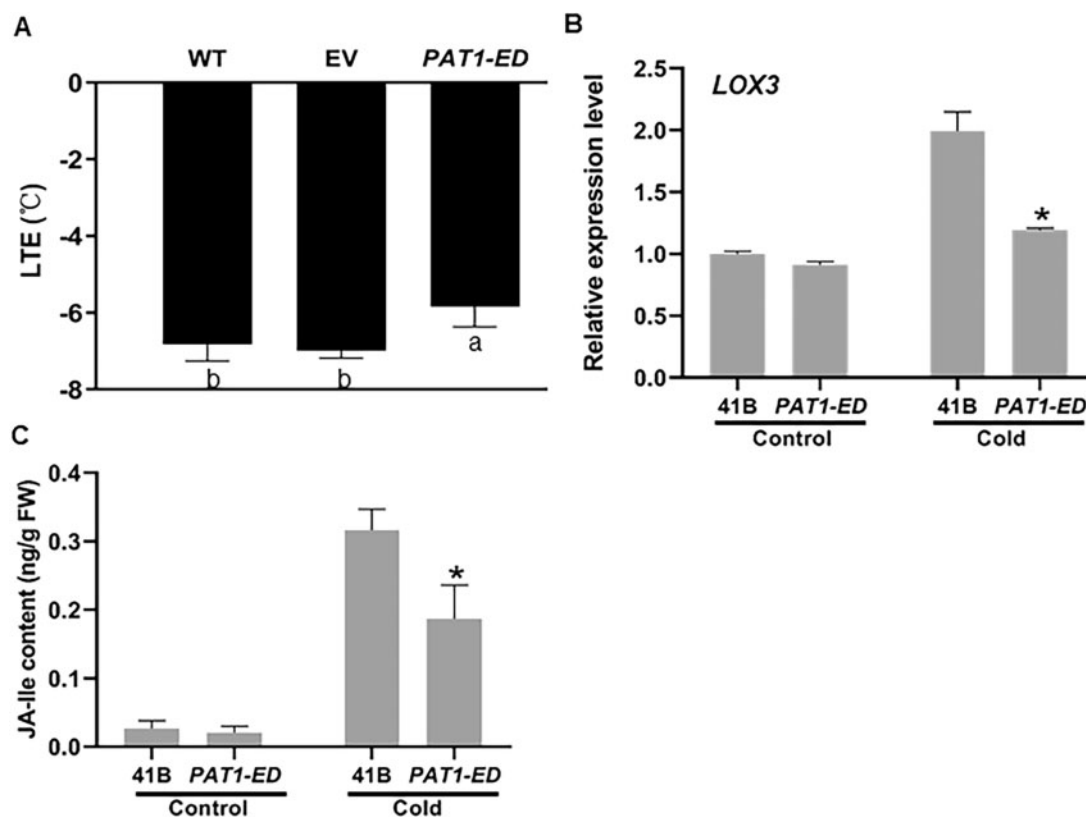 A
WT EV PAT1-ED
0
-2
-4
-6
-8
LTE (℃)
b b a
B
LOX3
Relative expression level
2.5
2.0
1.5
1.0
0.5
0.0
*
41B PAT1-ED 41B PAT1-ED
Control Cold
C
JA-Ile content (ng/g FW)
0.4
0.3
0.2
0.1
0.0
*
41B PAT1-ED 41B PAT1-ED
Control Cold